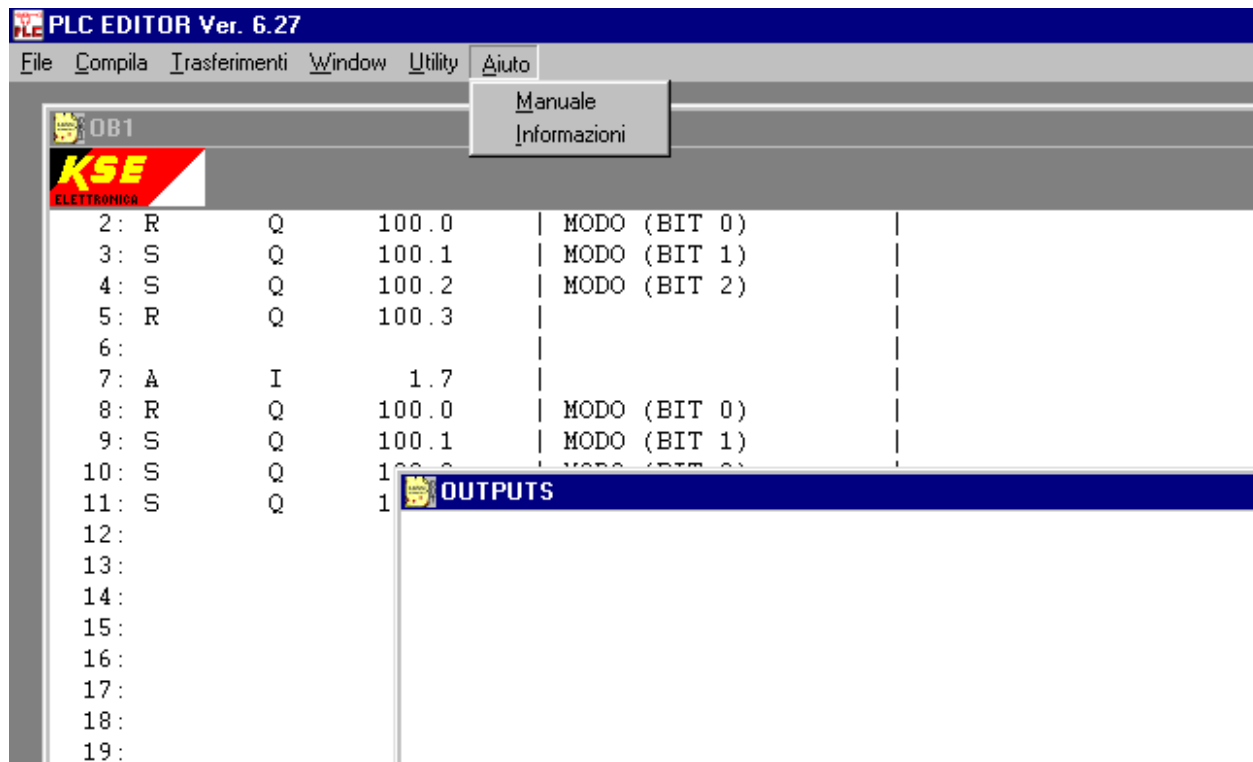 PLC EDITOR Ver. 6.27
File Compila Trasferimenti Window Utility Aiuto
Manuale
Informazioni
OB1
KSE
ELETTRONICA
2: R Q 100.0 | MODO (BIT 0) |
3: S Q 100.1 | MODO (BIT 1) |
4: S Q 100.2 | MODO (BIT 2) |
5: R Q 100.3 | |
6: | |
7: A I 1.7 | |
8: R Q 100.0 | MODO (BIT 0) |
9: S Q 100.1 | MODO (BIT 1) |
10: S Q
11: S Q 1
OUTPUTS
12:
13:
14:
15:
16:
17:
18:
19: